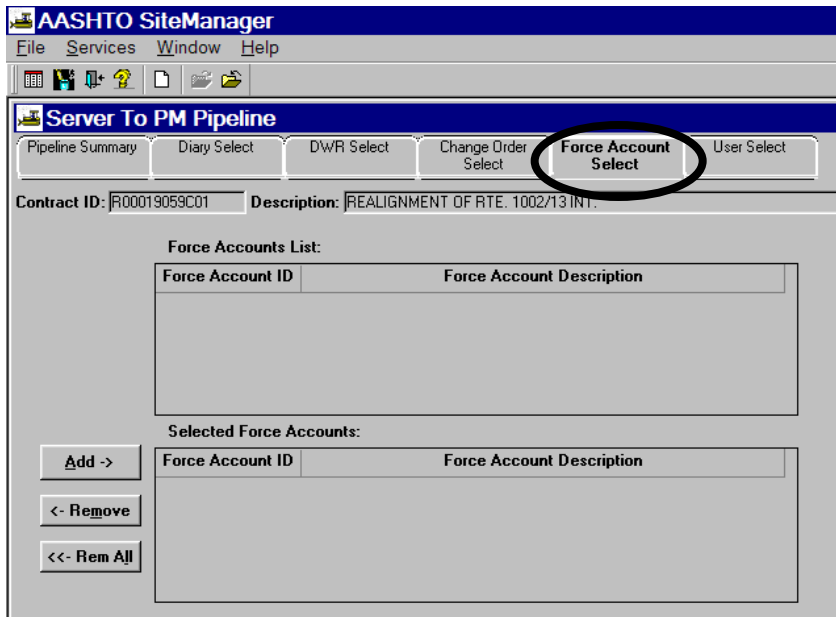 AASHTO SiteManager
File Services Window Help
Server To PM Pipeline
Pipeline Summary Diary Select DWR Select Change Order Select Force Account Select User Select
Contract ID: R00019059C01 Description: REALIGNMENT OF RTE. 1002/13 INT.
Force Accounts List:
Force Account ID Force Account Description
Selected Force Accounts:
Add -> Force Account ID Force Account Description
<- Remove
<<- Rem All